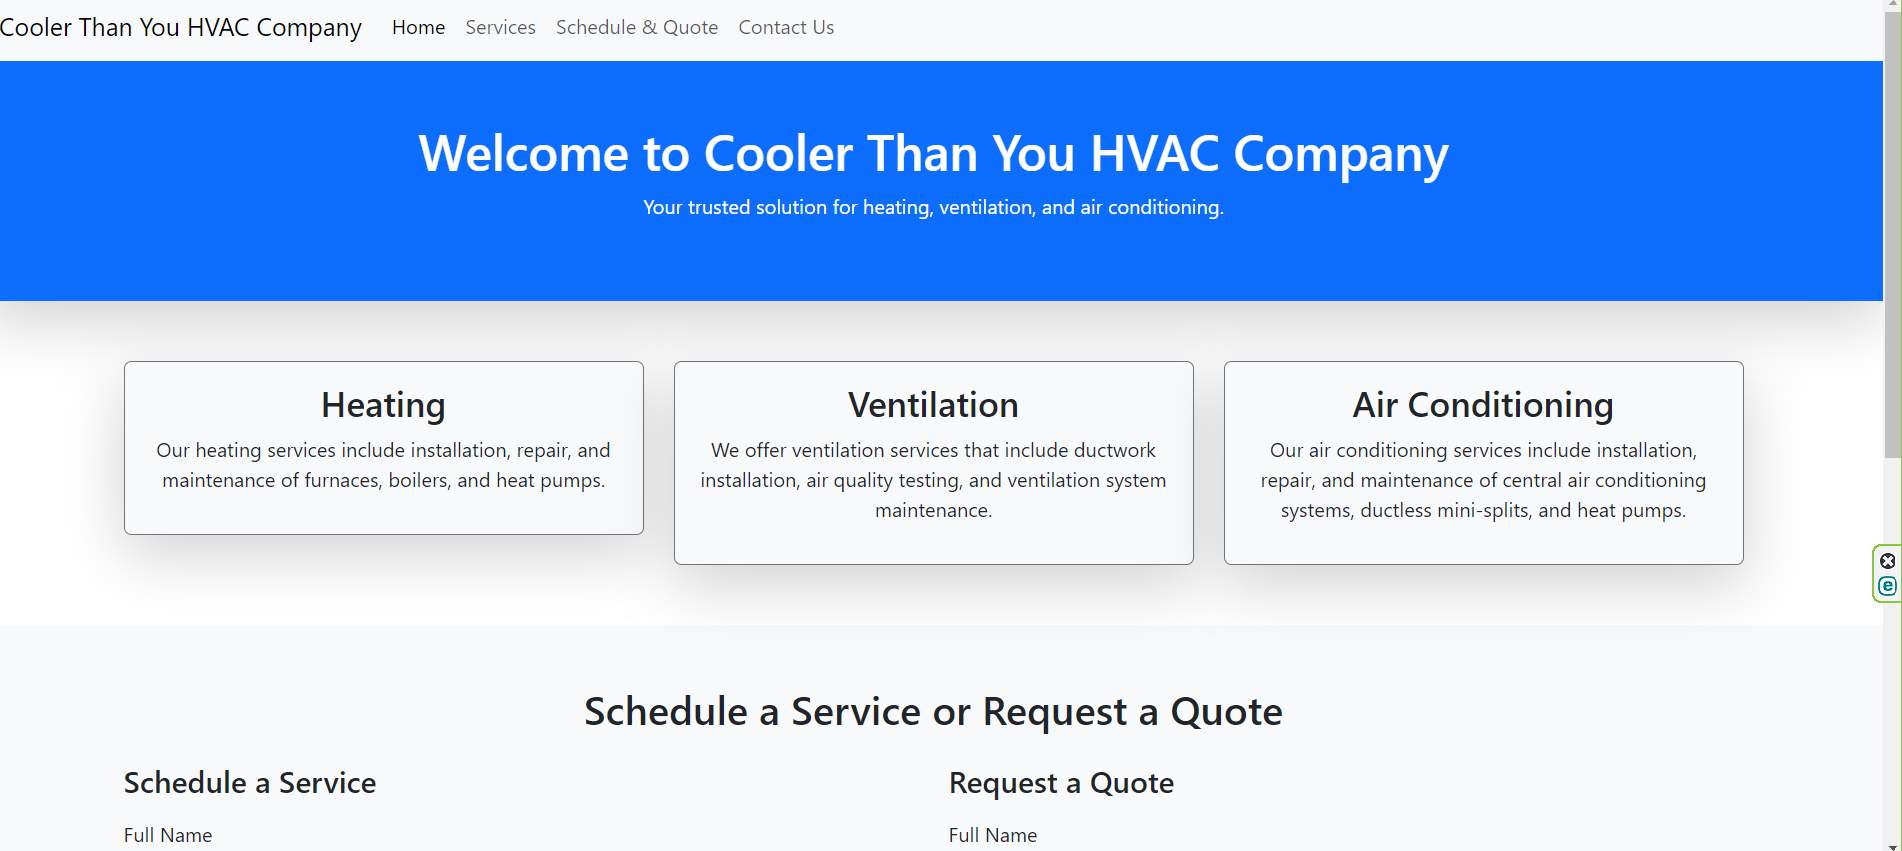 Cooler Than You HVAC Company Home Services Schedule & Quote Contact Us
Welcome to Cooler Than You HVAC Company
Your trusted solution for heating, ventilation, and air conditioning.
Heating
Our heating services include installation, repair, and
maintenance of furnaces, boilers, and heat pumps.
Ventilation
We offer ventilation services that include ductwork
installation, air quality testing, and ventilation system
maintenance.
Air Conditioning
Our air conditioning services include installation,
repair, and maintenance of central air conditioning
systems, ductless mini-splits, and heat pumps.
Schedule a Service or Request a Quote
Schedule a Service
Full Name
Request a Quote
Full Name
e